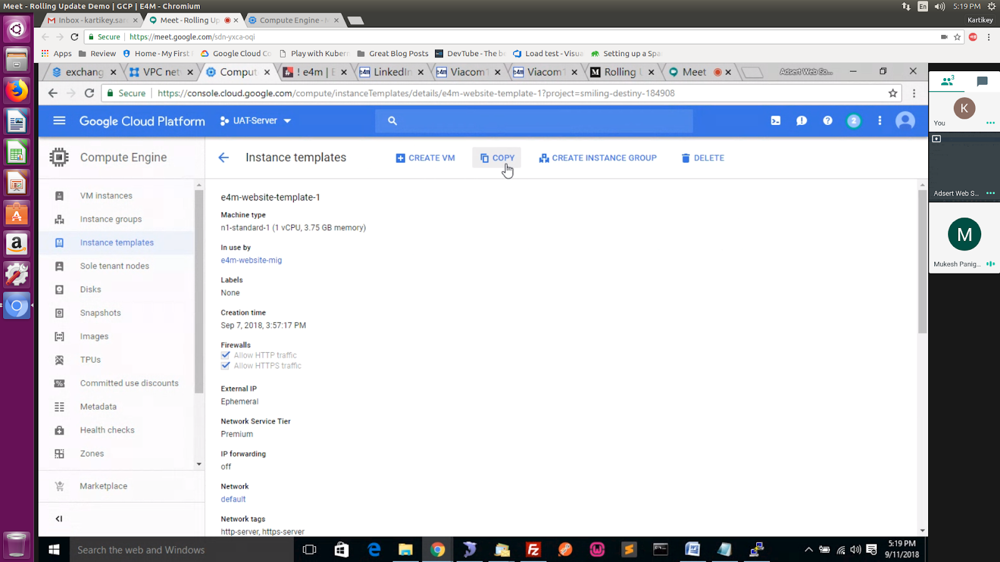 Meet - Rolling Update Demo | GCP | E4M - Chromium
En
5:19 PM
Inbox - kartikey.sar
Meet - Rolling Up
Compute Engine - M
Kartikey
Secure
https://meet.google.com/sdn-yxca-oqi
Apps
Review
Home - My First
Google Cloud Co
Play with Kubern
Great Blog Posts
DevTube - The be
Load test - Visua
Setting up a Spa
exchang
VPC net
Comput
! e4m | E
LinkedIn
Viacom1
Viacom1
Rolling U
Meet
Adsert Web So...
Secure
https://console.cloud.google.com/compute/instanceTemplates/details/e4m-website-template-1?project=smiling-destiny-184908
3
K
You
Google Cloud Platform
UAT-Server
2
Compute Engine
Instance templates
CREATE VM
COPY
CREATE INSTANCE GROUP
DELETE
Adsert Web S...
M
Mukesh Panig...
VM instances
Instance groups
Instance templates
Sole tenant nodes
Disks
Snapshots
Images
TPUs
Committed use discounts
Metadata
Health checks
Zones
Marketplace
e4m-website-template-1
Machine type
n1-standard-1 (1 vCPU, 3.75 GB memory)
In use by
e4m-website-mig
Labels
None
Creation time
Sep 7, 2018, 3:57:17 PM
Firewalls
Allow HTTP traffic
Allow HTTPS traffic
External IP
Ephemeral
Network Service Tier
Premium
IP forwarding
off
Network
default
Network tags
http-server, https-server
Search the web and Windows
5:19 PM
9/11/2018